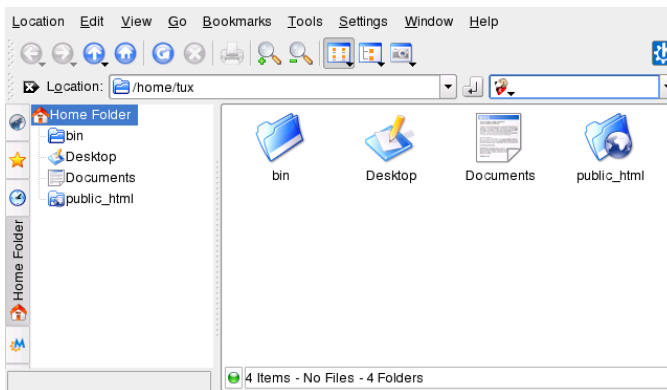 Location Edit View Go Bookmarks Tools Settings Window Help
Location: /home/tux
Home Folder
bin
Desktop
Documents
public_html
Home Folder
bin Desktop Documents public_html
4 Items - No Files - 4 Folders